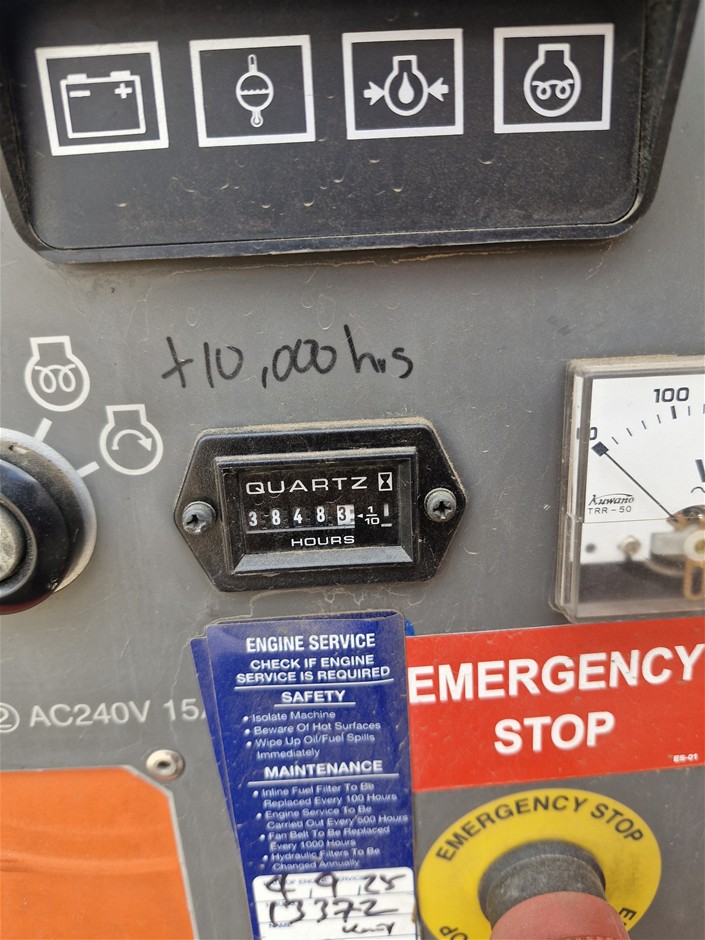 +10,000 hrs
100
QUARTZ
38483 1/10
HOURS
Kuwano
TRR-50
V
② AC240V 15A
ENGINE SERVICE
CHECK IF ENGINE
SERVICE IS REQUIRED
SAFETY
• Isolate Machine
• Beware Of Hot Surfaces
• Wipe Up Oil/Fuel Spills
Immediately
MAINTENANCE
• Inline Fuel Filter To Be
Replaced Every 100 Hours
• Engine Service To Be
Carried Out Every 500 Hours
• Fan Belt To Be Replaced
Every 1000 Hours
• Hydraulic Filters To Be
Changed Annually
4,9,25
13372
EMERGENCY
STOP
ES-01
EMERGENCY STOP